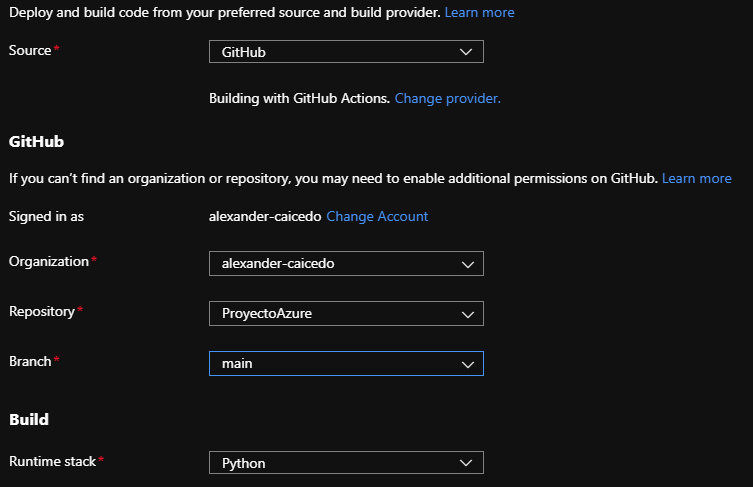 Deploy and build code from your preferred source and build provider. Learn more
Source* GitHub
Building with GitHub Actions. Change provider.
GitHub
If you can’t find an organization or repository, you may need to enable additional permissions on GitHub. Learn more
Signed in as alexander-caicedo Change Account
Organization* alexander-caicedo
Repository* ProyectoAzure
Branch* main
Build
Runtime stack* Python